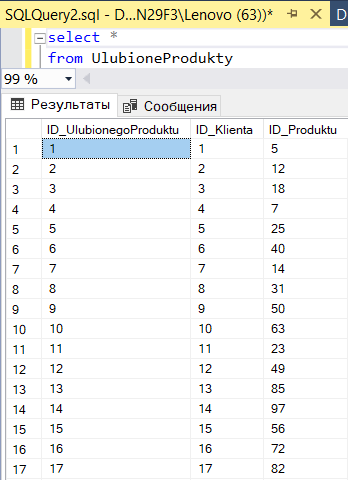 SQLQuery2.sql - D...N29F3\Lenovo (63))*
select *
from UlubioneProdukty
99 %
Результаты Сообщения
ID_UlubionegoProduktu ID_Klienta ID_Produktu
1 1 1 5
2 2 2 12
3 3 3 18
4 4 4 7
5 5 5 25
6 6 6 40
7 7 7 14
8 8 8 31
9 9 9 50
10 10 10 63
11 11 11 23
12 12 12 49
13 13 13 85
14 14 14 97
15 15 15 56
16 16 16 72
17 17 17 82